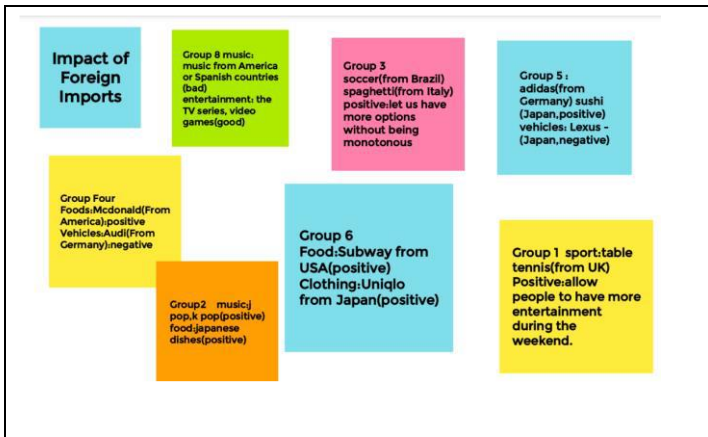 Impact of
Foreign
Imports
Group 8 music:
music from America
or Spanish countries
(bad)
entertainment: the
TV series, video
games(good)
Group 3
soccer(from Brazil)
spaghetti(from Italy)
positive:let us have
more options
without being
monotonous
Group 5 :
adidas(from
Germany) sushi
(Japan,positive)
vehicles: Lexus -
(Japan,negative)
Group Four
Foods:Mcdonald(From
America):positive
Vehicles:Audi(From
Germany):negative
Group2 music:j
pop,k pop(positive)
food:japanese
dishes(positive)
Group 6
Food:Subway from
USA(positive)
Clothing:Uniqlo
from Japan(positive)
Group 1 sport:table
tennis(from UK)
Positive:allow
people to have more
entertainment
during the
weekend.